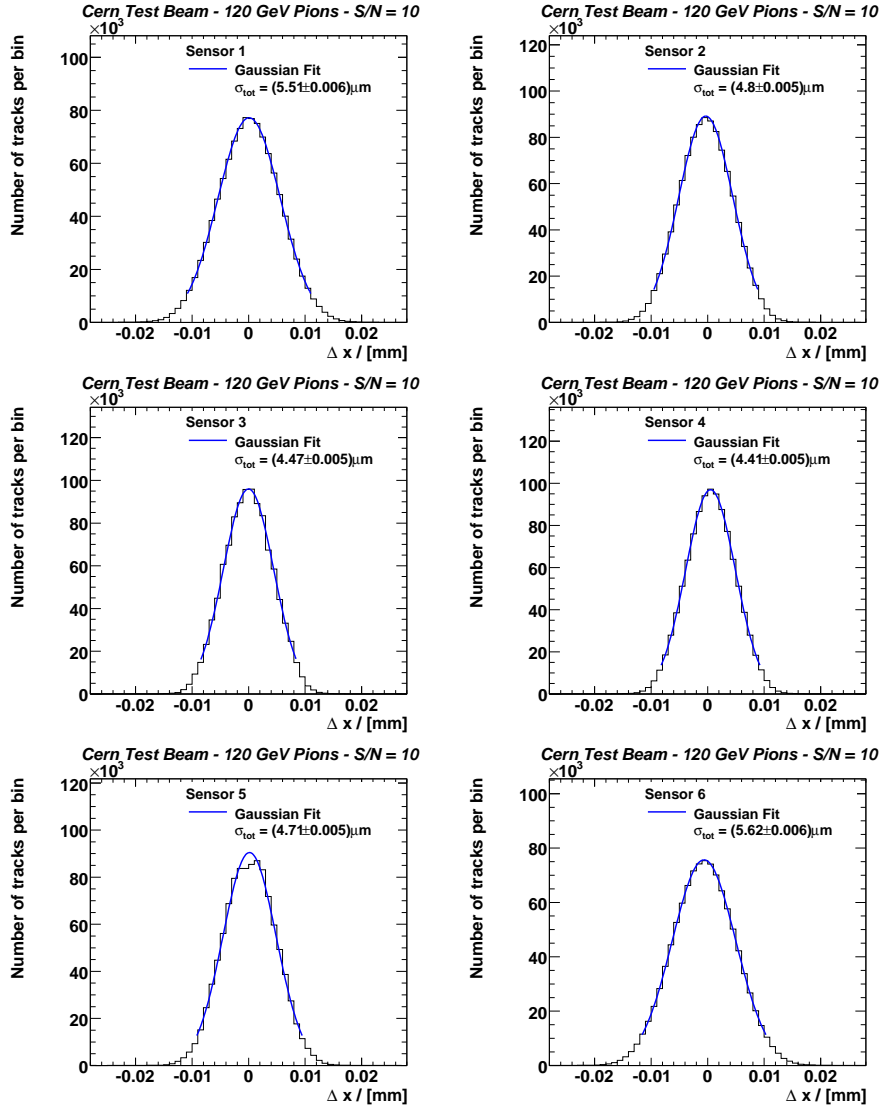 Cern Test Beam - 120 GeV Pions - S/N = 10
×10³
Number of tracks per bin
Sensor 1
Gaussian Fit
σtot = (5.51±0.006)μm
100
80
60
40
20
0
-0.02 -0.01 0 0.01 0.02
Δ x / [mm]
Cern Test Beam - 120 GeV Pions - S/N = 10
×10³
Number of tracks per bin
Sensor 2
Gaussian Fit
σtot = (4.8±0.005)μm
120
100
80
60
40
20
0
-0.02 -0.01 0 0.01 0.02
Δ x / [mm]
Cern Test Beam - 120 GeV Pions - S/N = 10
×10³
Number of tracks per bin
Sensor 3
Gaussian Fit
σtot = (4.47±0.005)μm
120
100
80
60
40
20
0
-0.02 -0.01 0 0.01 0.02
Δ x / [mm]
Cern Test Beam - 120 GeV Pions - S/N = 10
×10³
Number of tracks per bin
Sensor 4
Gaussian Fit
σtot = (4.41±0.005)μm
120
100
80
60
40
20
0
-0.02 -0.01 0 0.01 0.02
Δ x / [mm]
Cern Test Beam - 120 GeV Pions - S/N = 10
×10³
Number of tracks per bin
Sensor 5
Gaussian Fit
σtot = (4.71±0.005)μm
120
100
80
60
40
20
0
-0.02 -0.01 0 0.01 0.02
Δ x / [mm]
Cern Test Beam - 120 GeV Pions - S/N = 10
×10³
Number of tracks per bin
Sensor 6
Gaussian Fit
σtot = (5.62±0.006)μm
100
80
60
40
20
0
-0.02 -0.01 0 0.01 0.02
Δ x / [mm]